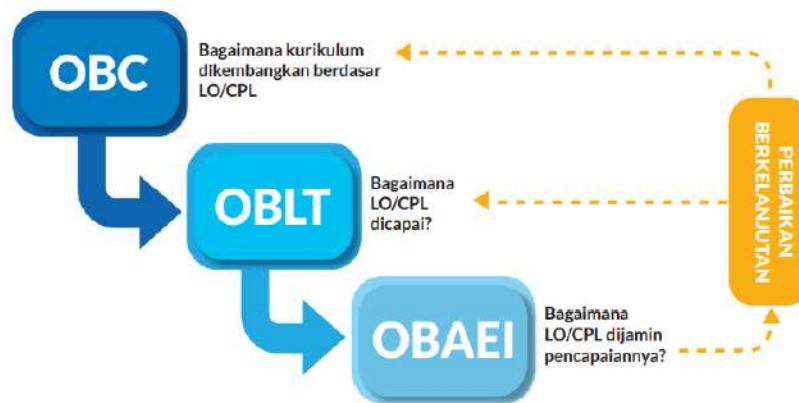 OBC
Bagaimana kurikulum
dikembangkan berdasar
LO/CPL
OBLT
Bagaimana
LO/CPL
dicapai?
OBAEI
Bagaimana
LO/CPL dijamin
pencapaiannya?
PERBAIKAN
BERKELANJUTAN